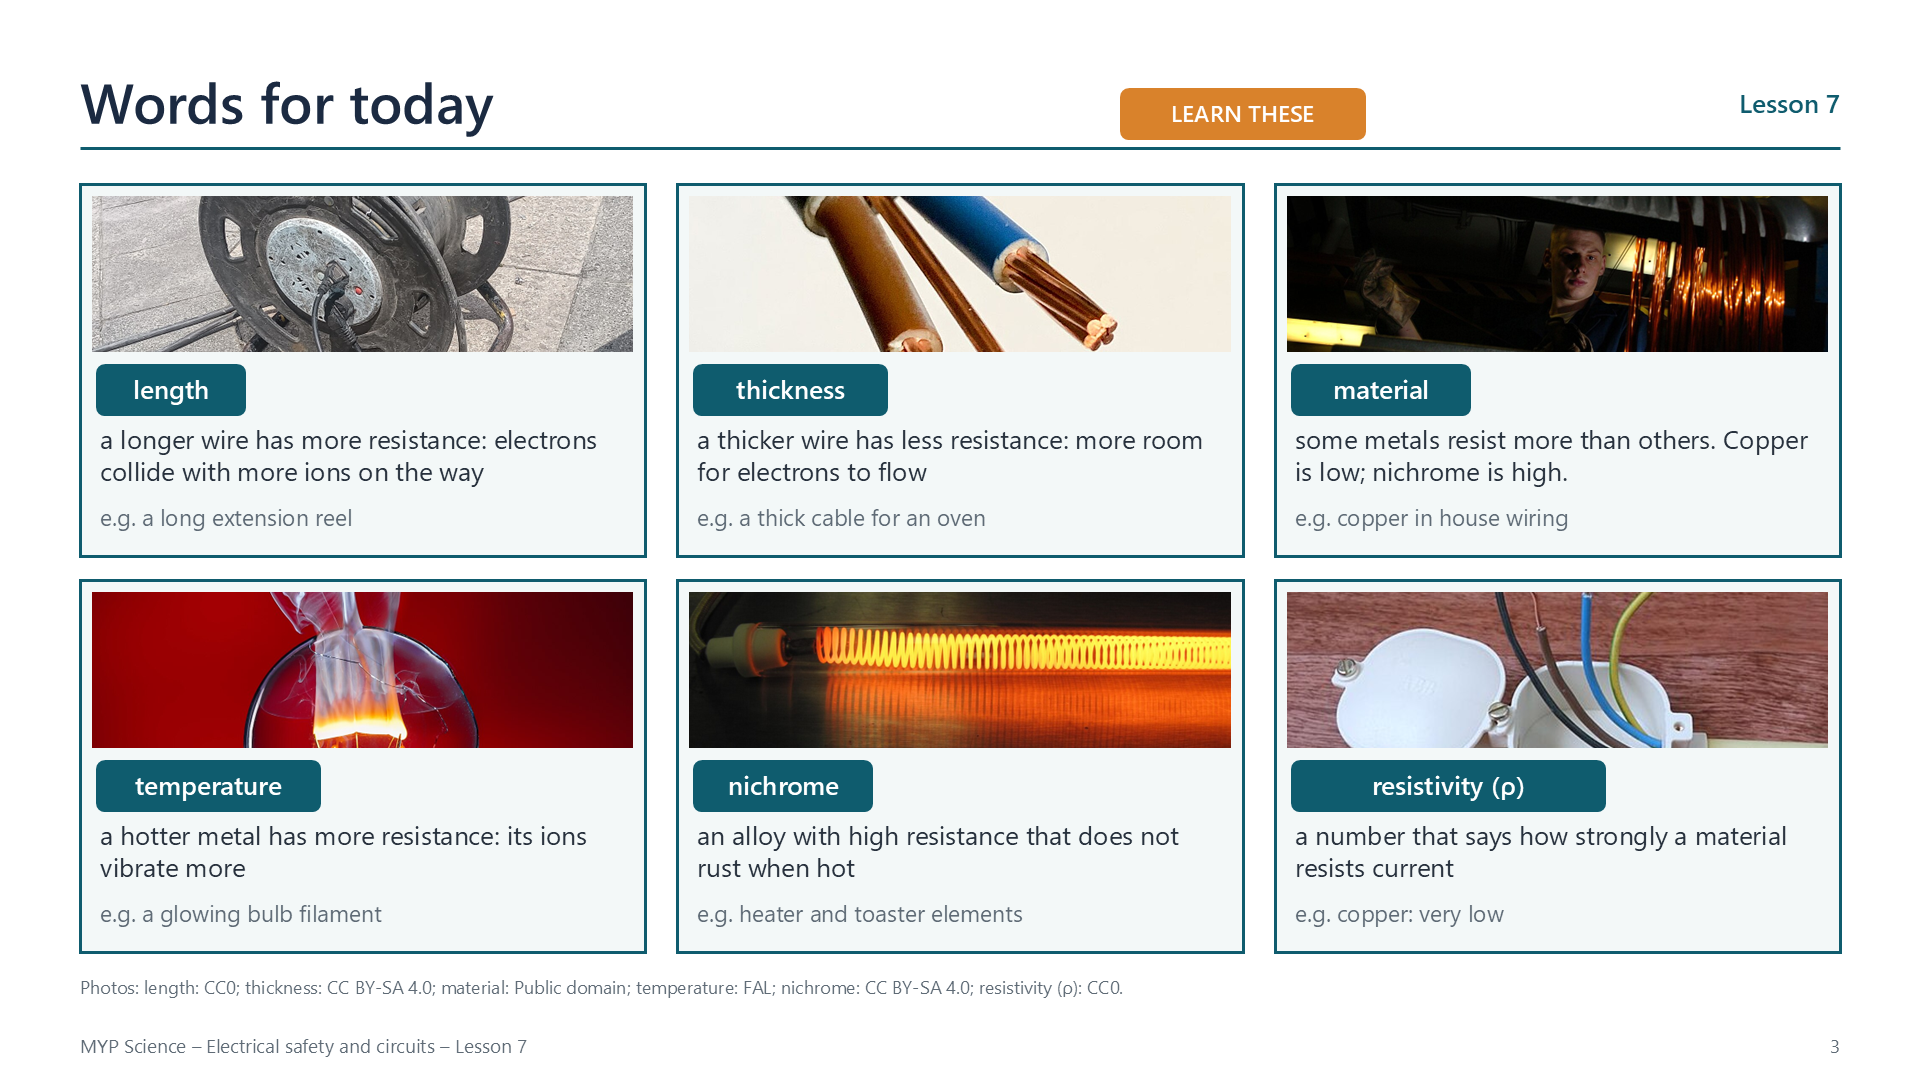 Words for today
LEARN THESE
Lesson 7
length
a longer wire has more resistance: electrons
collide with more ions on the way
e.g. a long extension reel
thickness
a thicker wire has less resistance: more room
for electrons to flow
e.g. a thick cable for an oven
material
some metals resist more than others. Copper
is low; nichrome is high.
e.g. copper in house wiring
temperature
a hotter metal has more resistance: its ions
vibrate more
e.g. a glowing bulb filament
nichrome
an alloy with high resistance that does not
rust when hot
e.g. heater and toaster elements
resistivity (ρ)
a number that says how strongly a material
resists current
e.g. copper: very low
Photos: length: CC0; thickness: CC BY-SA 4.0; material: Public domain; temperature: FAL; nichrome: CC BY-SA 4.0; resistivity (ρ): CC0.
MYP Science – Electrical safety and circuits – Lesson 7
3